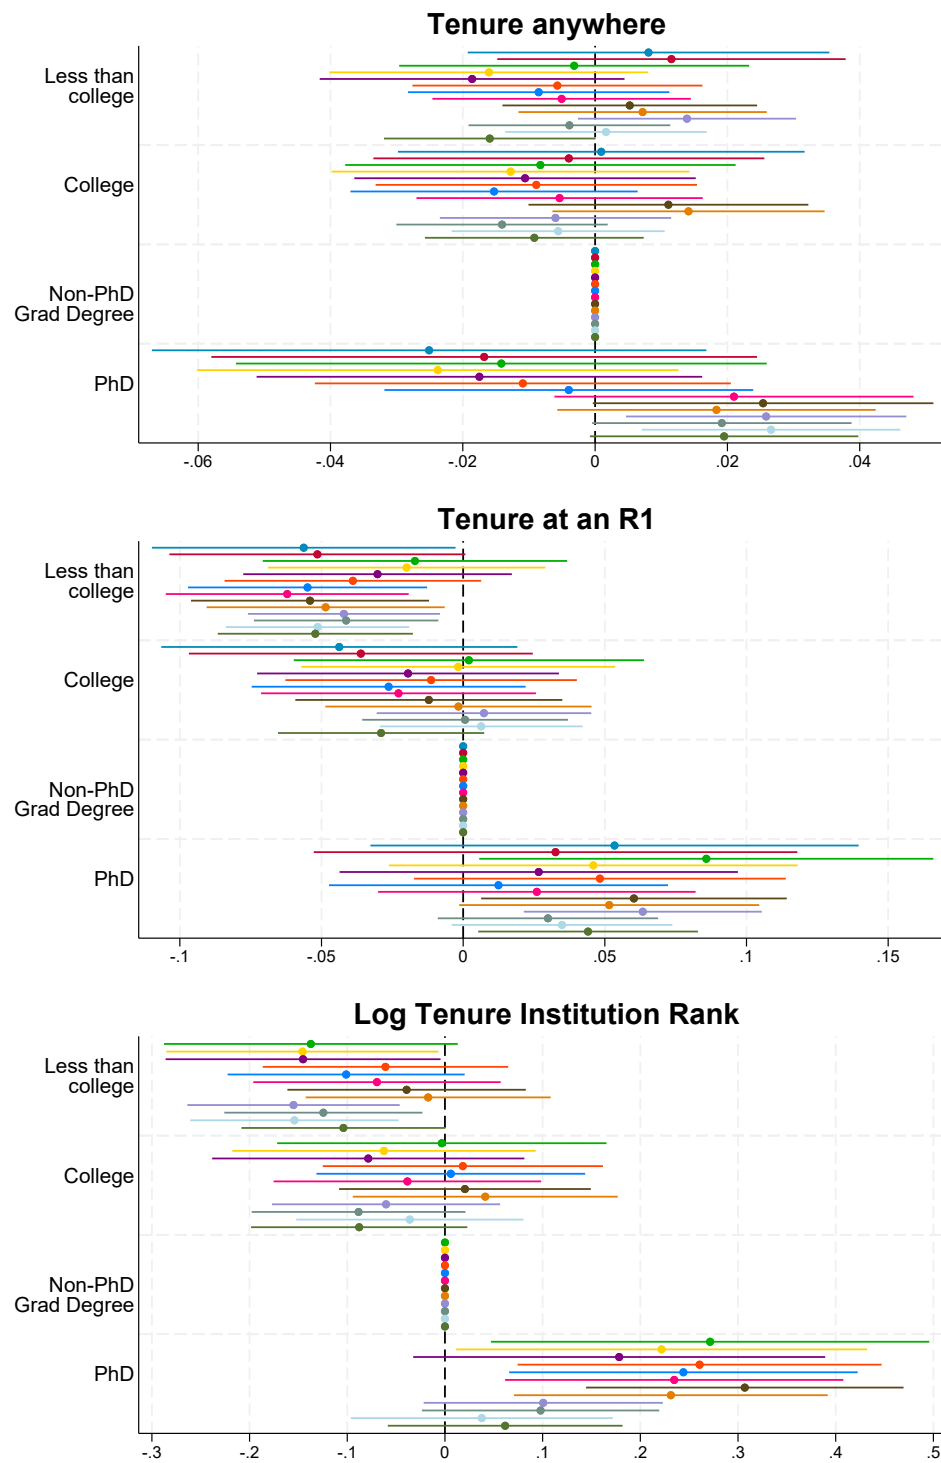 Tenure anywhere
Less than
college
College
Non-PhD
Grad Degree
PhD
-.06 -.04 -.02 0 .02 .04
Tenure at an R1
Less than
college
College
Non-PhD
Grad Degree
PhD
-.1 -.05 0 .05 .1 .15
Log Tenure Institution Rank
Less than
college
College
Non-PhD
Grad Degree
PhD
-.3 -.2 -.1 0 .1 .2 .3 .4 .5